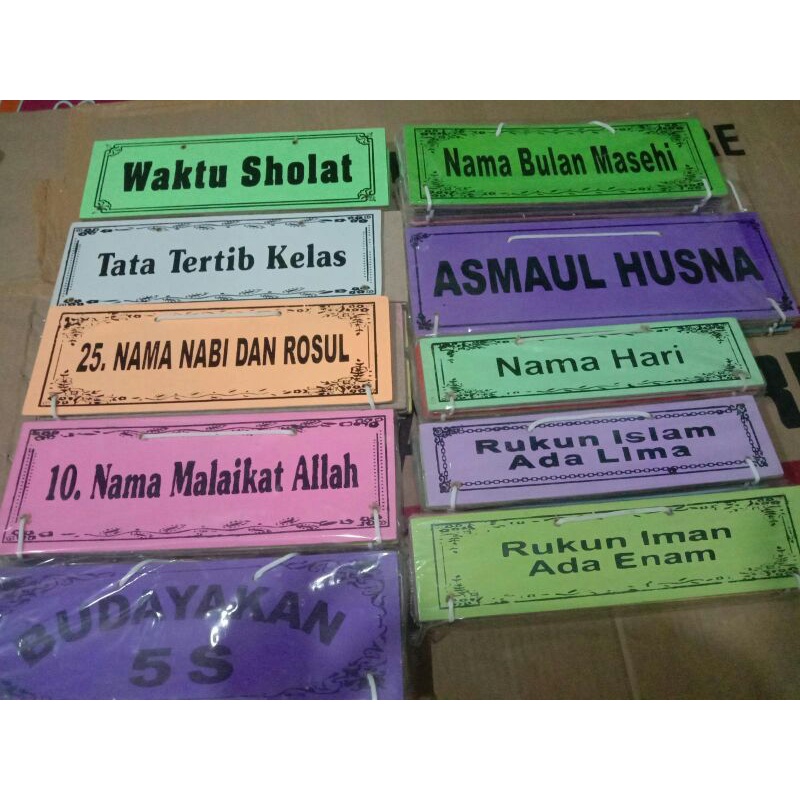 Waktu Sholat
Tata Tertib Kelas
25. NAMA NABI DAN ROSUL
10. Nama Malaikat Allah
BUDAYAKAN
5 S
Nama Bulan Masehi
ASMAUL HUSNA
Nama Hari
Rukun Islam
Ada Lima
Rukun Iman
Ada Enam